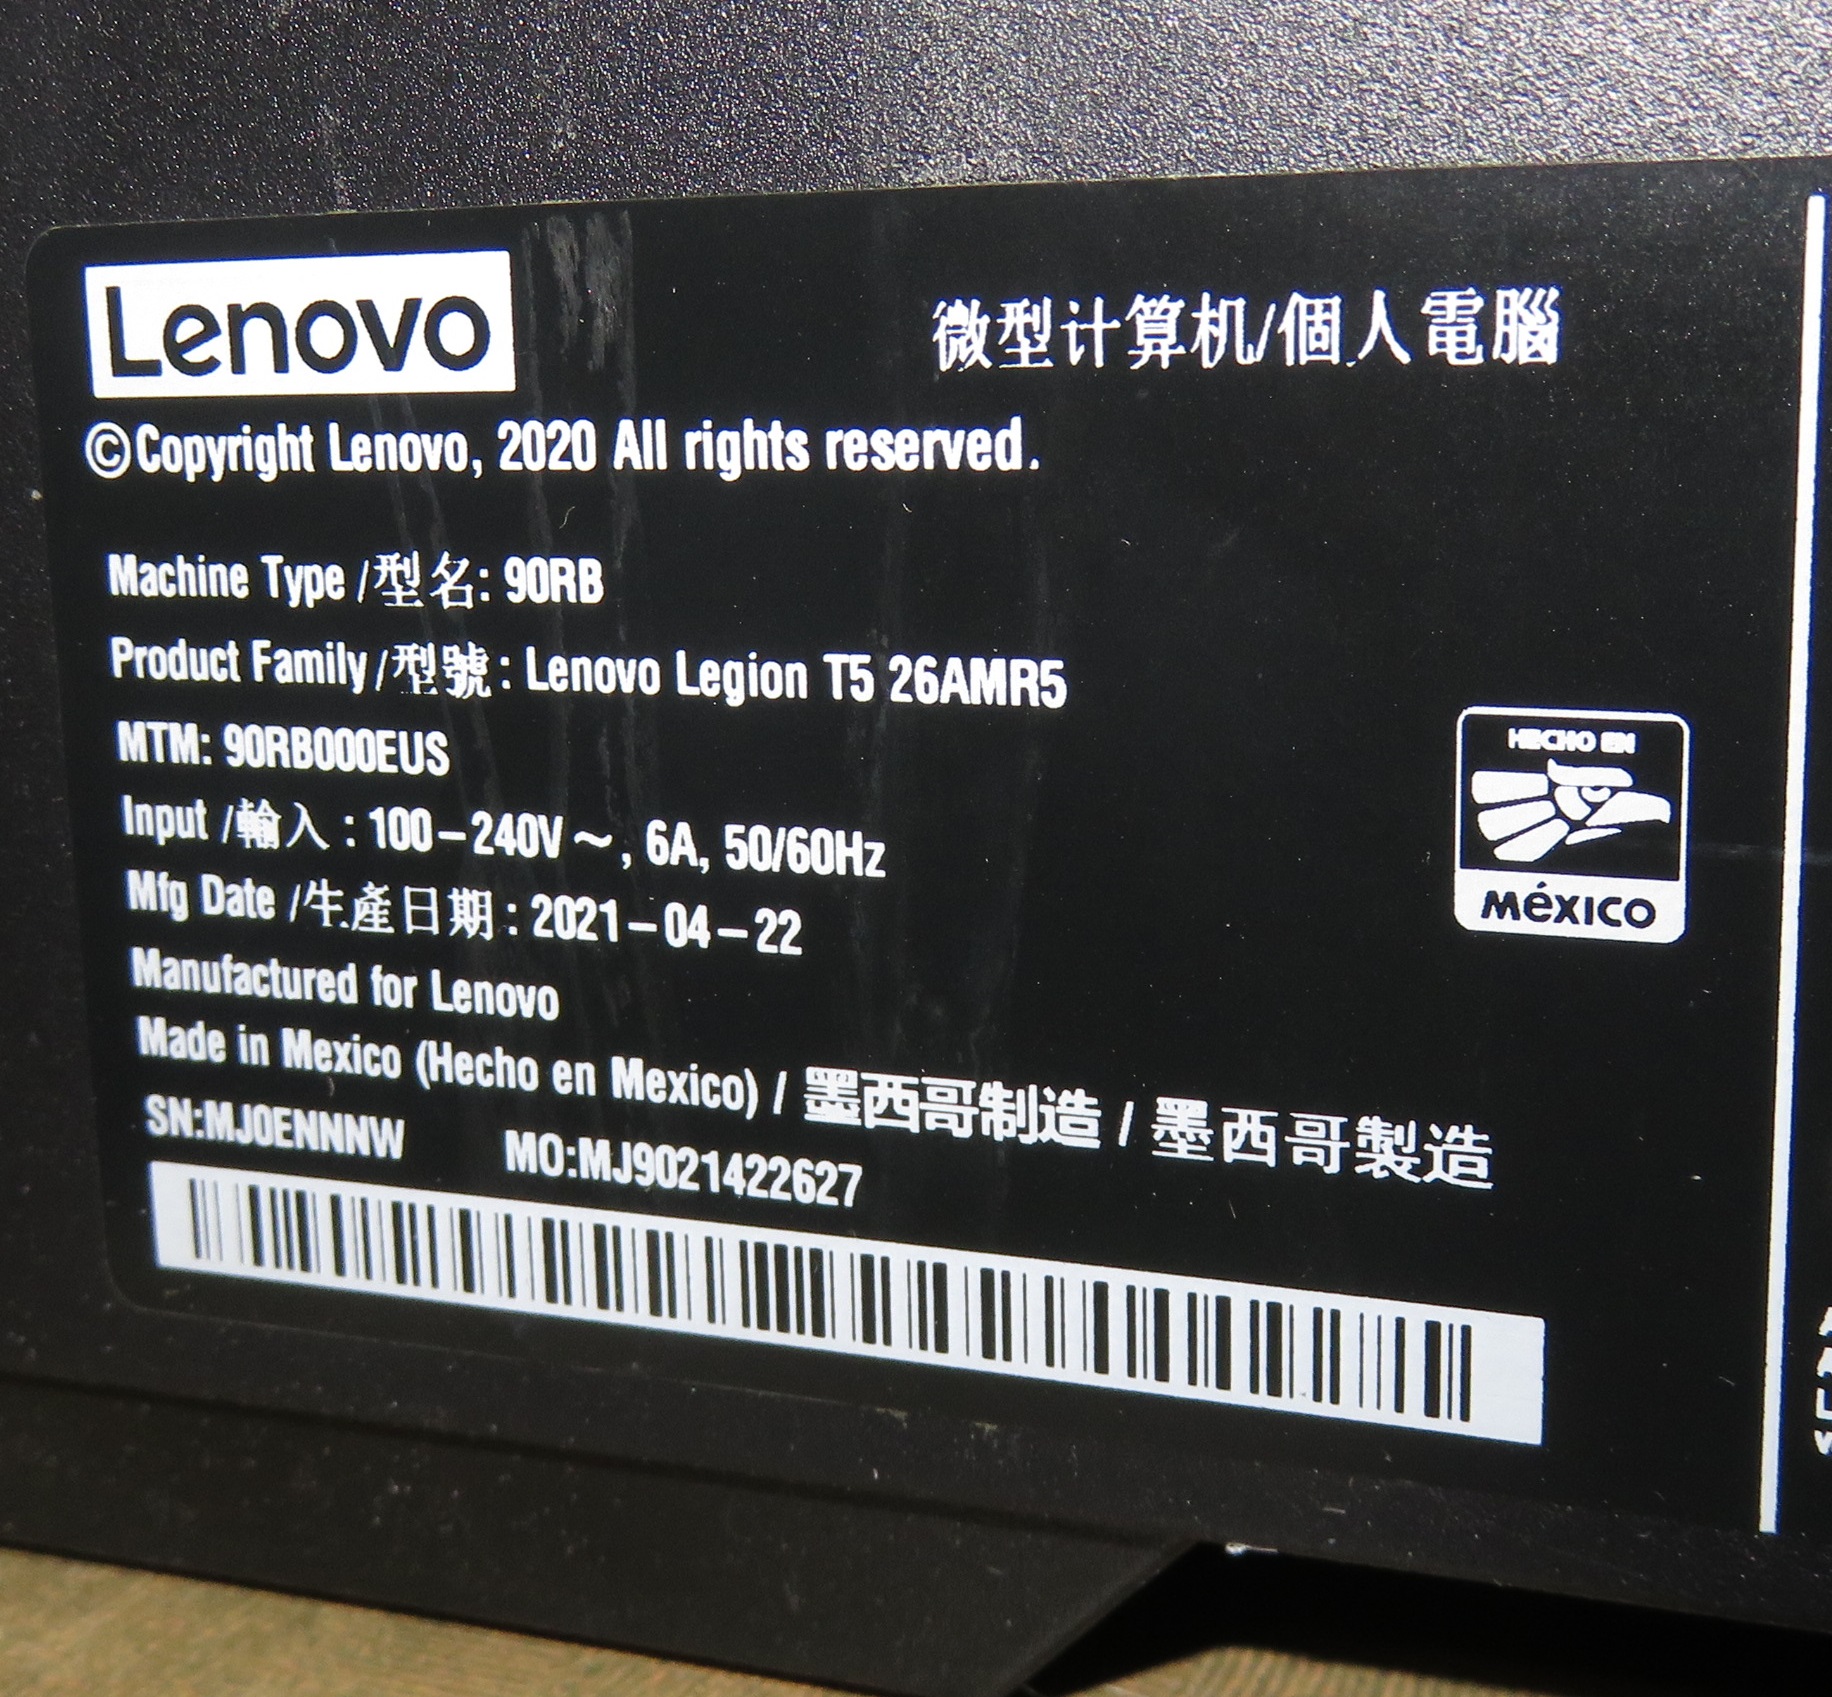 Lenovo
微型计算机/個人電腦
©Copyright Lenovo, 2020 All rights reserved.
Machine Type /型名: 90RB
Product Family/型號: Lenovo Legion T5 26AMR5
MTM: 90RB000EUS
Input /輸入 : 100-240V~, 6A, 50/60Hz
Mfg Date /生產日期 : 2021-04-22
Manufactured for Lenovo
Made in Mexico (Hecho en Mexico) / 墨西哥制造 / 墨西哥製造
SN:MJ0ENNNW MO:MJ9021422627
HECHO EN
MÉXICO